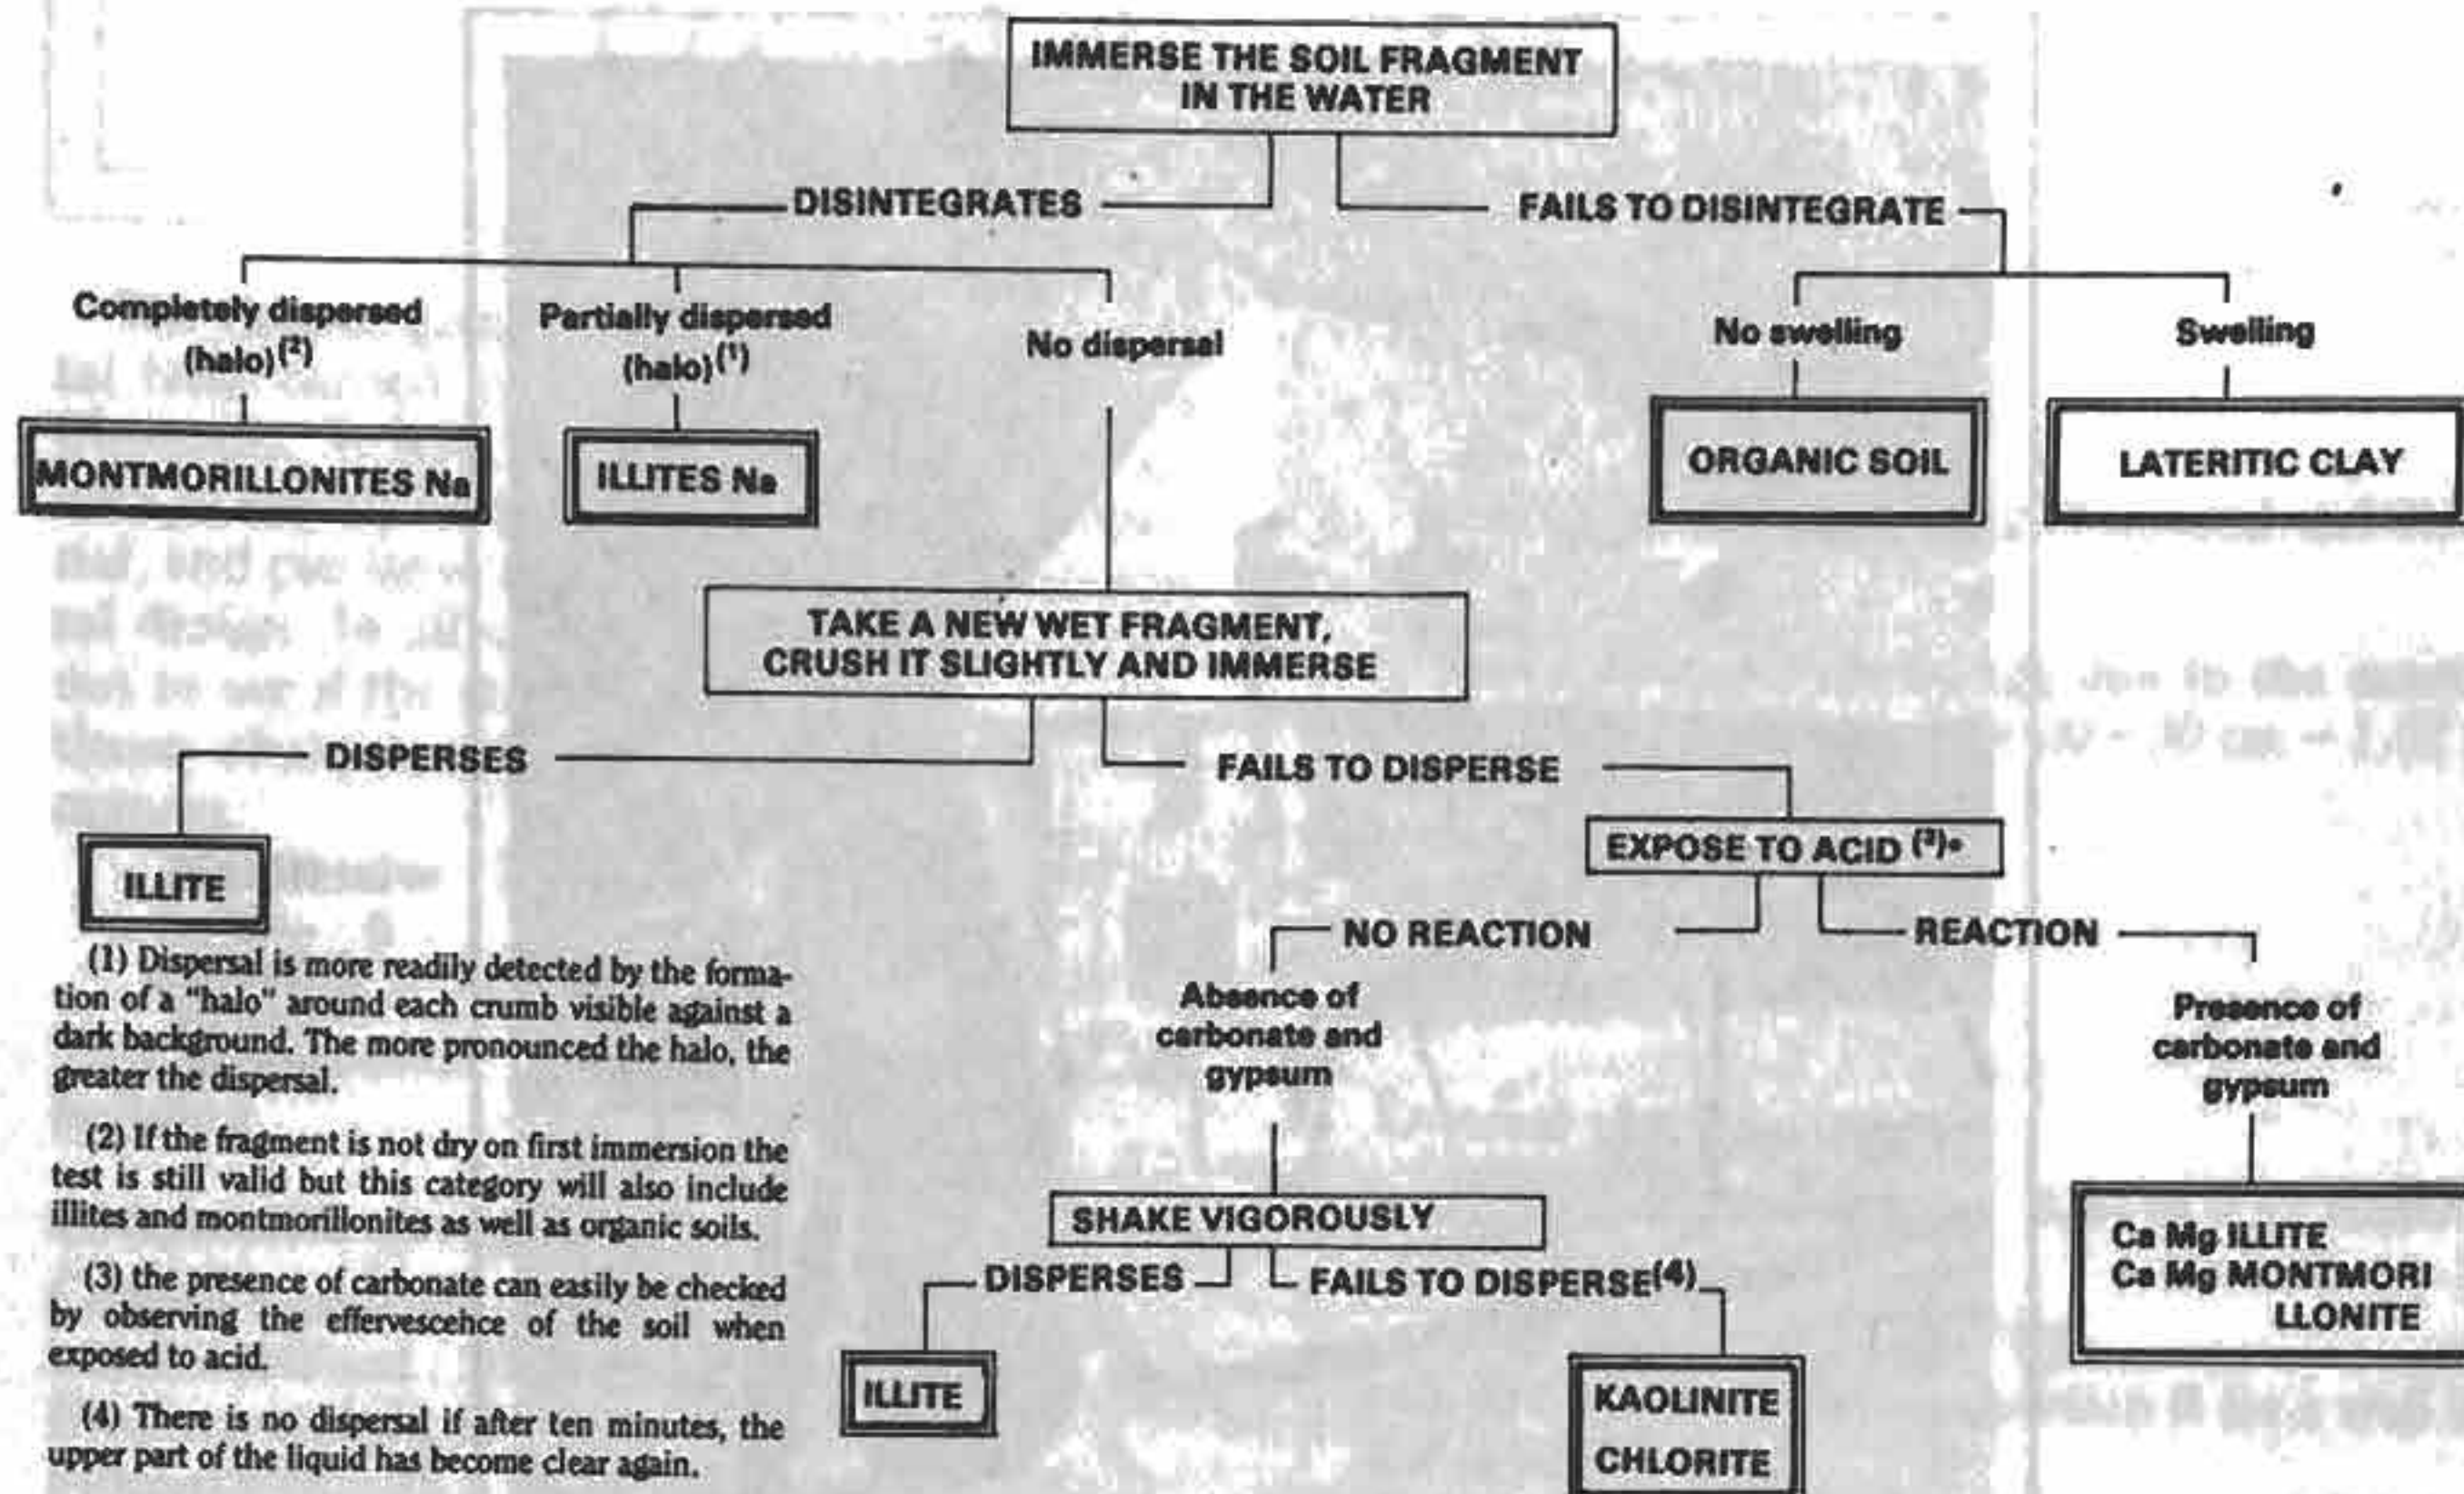 IMMERSE THE SOIL FRAGMENT
IN THE WATER
DISINTEGRATES
FAILS TO DISINTEGRATE
Completely dispersed
(halo)(2)
Partially dispersed
(halo)(1)
No dispersal
No swelling
Swelling
MONTMORILLONITES Na
ILLITES Na
ORGANIC SOIL
LATERITIC CLAY
TAKE A NEW WET FRAGMENT,
CRUSH IT SLIGHTLY AND IMMERSE
DISPERSES
FAILS TO DISPERSE
ILLITE
EXPOSE TO ACID (3)
NO REACTION
REACTION
Absence of
carbonate and
gypsum
Presence of
carbonate and
gypsum
SHAKE VIGOROUSLY
DISPERSES
FAILS TO DISPERSE(4)
ILLITE
KAOLINITE
CHLORITE
Ca Mg ILLITE
Ca Mg MONTMORI
LLONITE
(1) Dispersal is more readily detected by the forma-
tion of a "halo" around each crumb visible against a
dark background. The more pronounced the halo, the
greater the dispersal.
(2) If the fragment is not dry on first immersion the
test is still valid but this category will also include
illites and montmorillonites as well as organic soils.
(3) the presence of carbonate can easily be checked
by observing the effervescehce of the soil when
exposed to acid.
(4) There is no dispersal if after ten minutes, the
upper part of the liquid has become clear again.